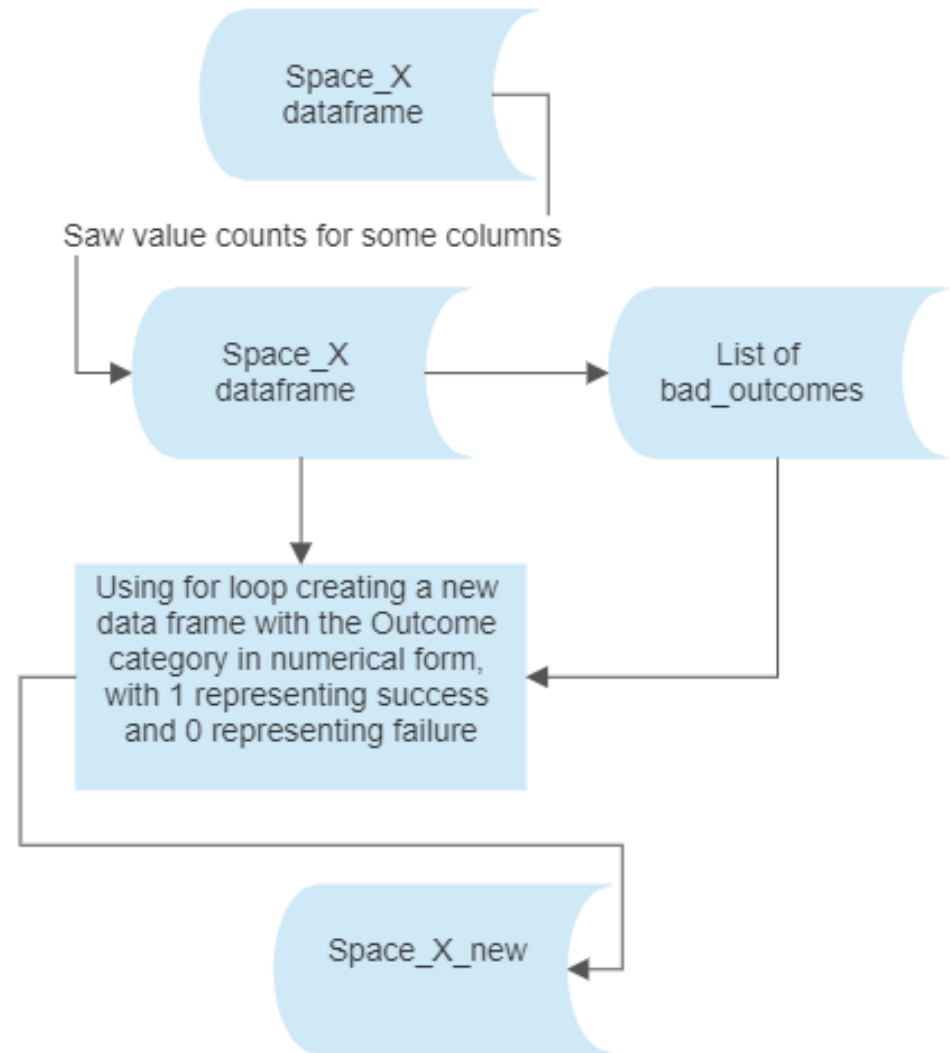 Space_X
dataframe
Saw value counts for some columns
Space_X
dataframe
List of
bad_outcomes
Using for loop creating a new
data frame with the Outcome
category in numerical form,
with 1 representing success
and 0 representing failure
Space_X_new